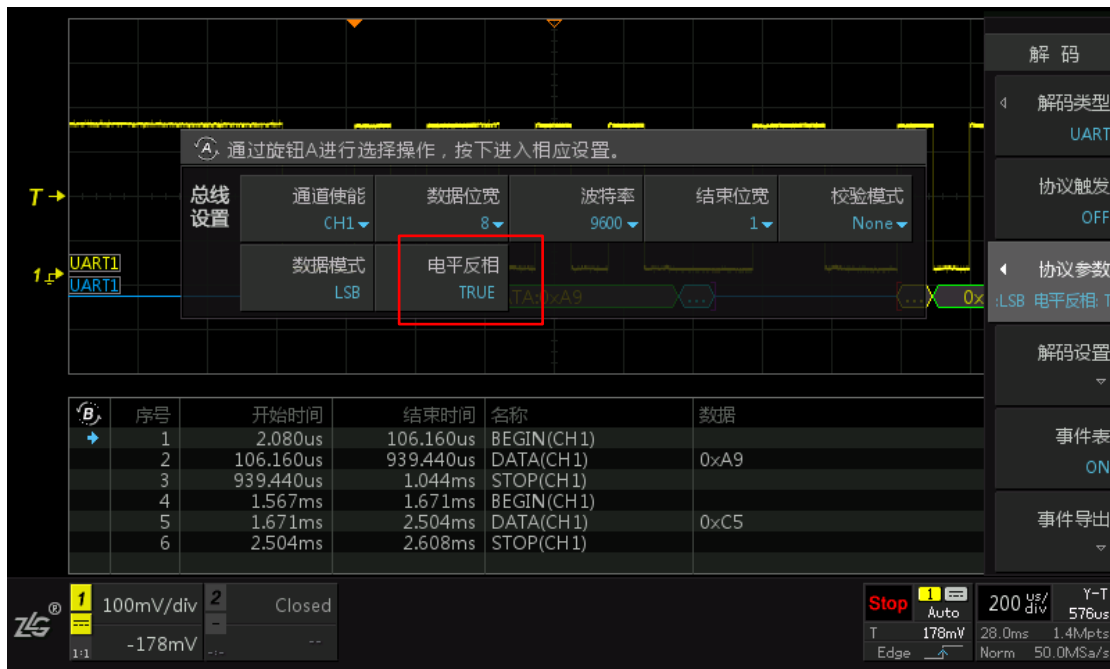 解 码
解码类型
UART
协议触发
OFF
协议参数
:LSB 电平反相: T
解码设置
事件表
ON
事件导出
A 通过旋钮A进行选择操作，按下进入相应设置。
总线设置
通道使能 数据位宽 波特率 结束位宽 校验模式
CH1 8 9600 1 None
数据模式 电平反相
LSB TRUE
T
1 UART1
UART1
TA:0xA9 ... ... 0x
B 序号 开始时间 结束时间 名称 数据
1 2.080us 106.160us BEGIN(CH1)
2 106.160us 939.440us DATA(CH1) 0xA9
3 939.440us 1.044ms STOP(CH1)
4 1.567ms 1.671ms BEGIN(CH1)
5 1.671ms 2.504ms DATA(CH1) 0xC5
6 2.504ms 2.608ms STOP(CH1)
ZLG®
1 100mV/div 2 Closed
1:1 -178mV -:- --
Stop 1 Auto
T 178mV
Edge
200 us/div Y-T
576us
28.0ms 1.4Mpts
Norm 50.0MSa/s